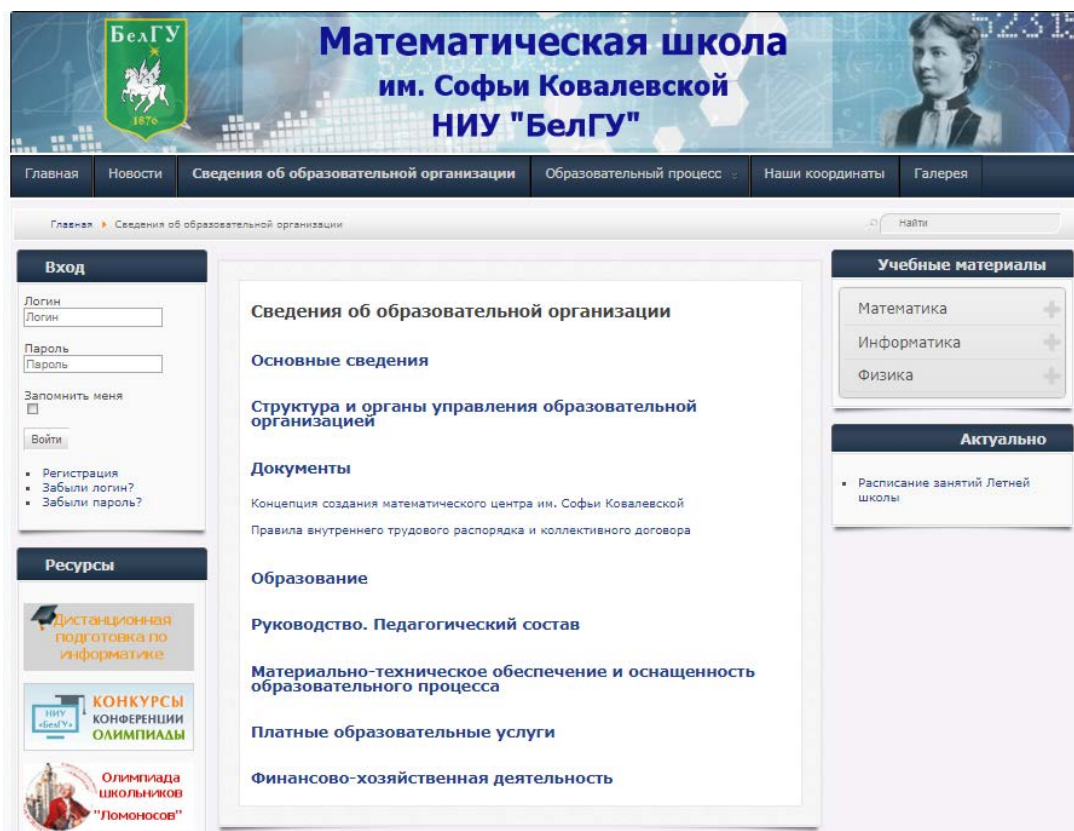 БелГУ
1876
Математическая школа
им. Софьи Ковалевской
НИУ "БелГУ"
5231
Главная
Новости
Сведения об образовательной организации
Образовательный процесс
Наши координаты
Галерея
Главная
Сведения об образовательной организации
Найти
Вход
Логин
Логин
Пароль
Пароль
Запомнить меня
Войти
Регистрация
Забыли логин?
Забыли пароль?
Ресурсы
Дистанционная
подготовка по
информатике
НИУ
«БелГУ»
КОНКУРСЫ
КОНФЕРЕНЦИИ
ОЛИМПИАДЫ
Олимпиада
школьников
"Ломоносов"
Сведения об образовательной организации
Основные сведения
Структура и органы управления образовательной
организацией
Документы
Концепция создания математического центра им. Софьи Ковалевской
Правила внутреннего трудового распорядка и коллективного договора
Образование
Руководство. Педагогический состав
Материально-техническое обеспечение и оснащенность
образовательного процесса
Платные образовательные услуги
Финансово-хозяйственная деятельность
Учебные материалы
Математика
Информатика
Физика
Актуально
Расписание занятий Летней
школы